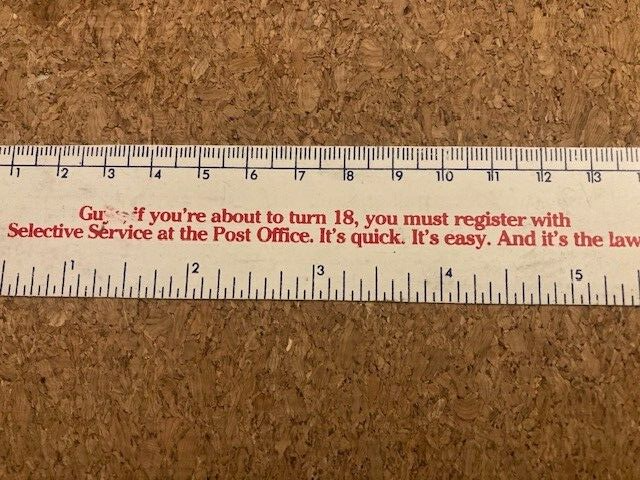 1 2 3 4 5 6 7 8 9 10 11 12 13
if you're about to turn 18, you must register with
Selective Service at the Post Office. It's quick. It's easy. And it's the law
1 2 3 4 5